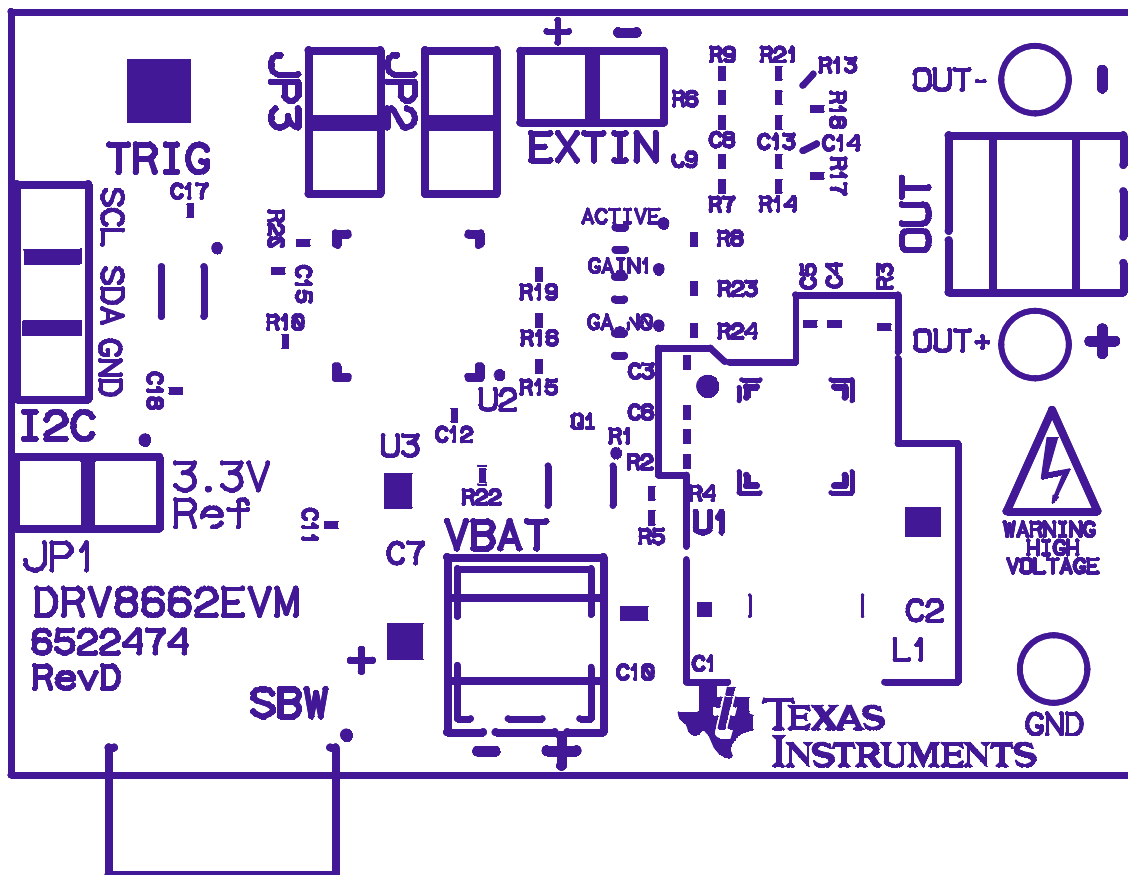 + -
JP3
JP2
EXTIN
TRIG
R9
R21
R13
R6
R16
C8
C13
C14
C9
R17
R7
R14
OUT-
-
OUT
OUT+
+
C17
SCL
SDA
GND
I2C
R26
C15
R10
C18
ACTIVE
GAIN1
GAIN0
R8
R23
R24
R19
R18
R15
C5
C4
R3
C3
C6
U2
C12
Q1
R1
R2
R4
U1
R5
U3
R22
VBAT
C11
C7
3.3V
Ref
JP1
DRV8662EVM
6522474
RevD
+
SBW
-
C10
C1
C2
L1
- +
WARNING
HIGH
VOLTAGE
GND
TEXAS
INSTRUMENTS